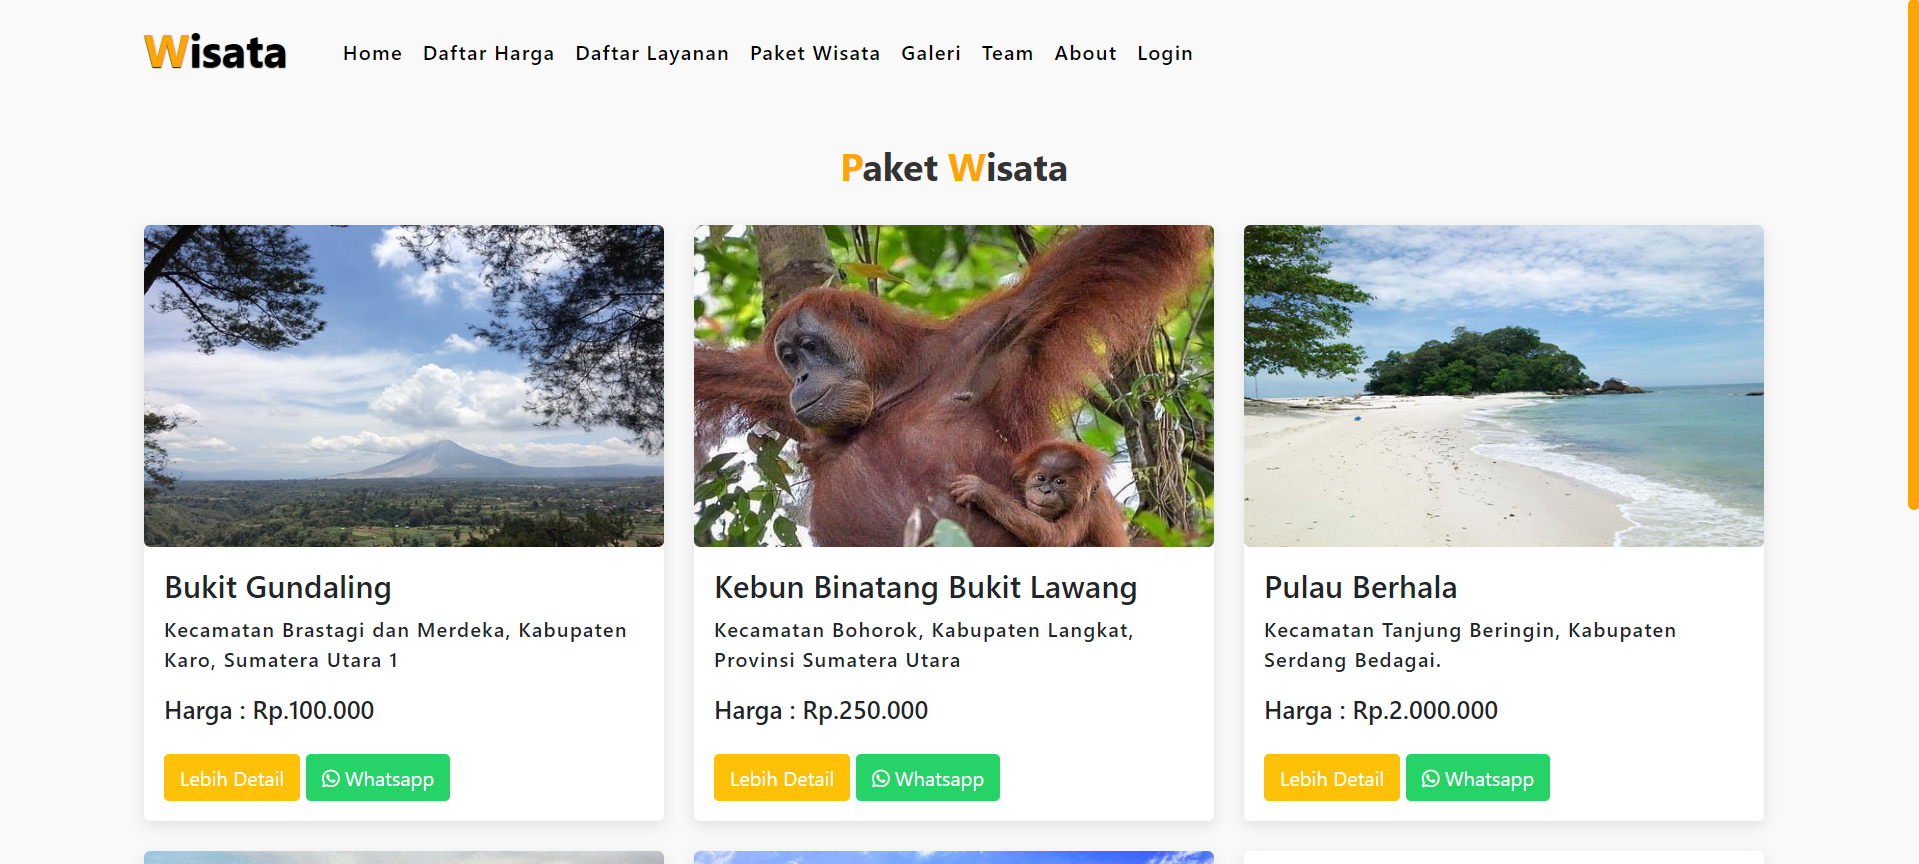 Wisata
Home Daftar Harga Daftar Layanan Paket Wisata Galeri Team About Login
Paket Wisata
Bukit Gundaling
Kecamatan Brastagi dan Merdeka, Kabupaten
Karo, Sumatera Utara 1
Harga : Rp.100.000
Lebih Detail Whatsapp
Kebun Binatang Bukit Lawang
Kecamatan Bohorok, Kabupaten Langkat,
Provinsi Sumatera Utara
Harga : Rp.250.000
Lebih Detail Whatsapp
Pulau Berhala
Kecamatan Tanjung Beringin, Kabupaten
Serdang Bedagai.
Harga : Rp.2.000.000
Lebih Detail Whatsapp